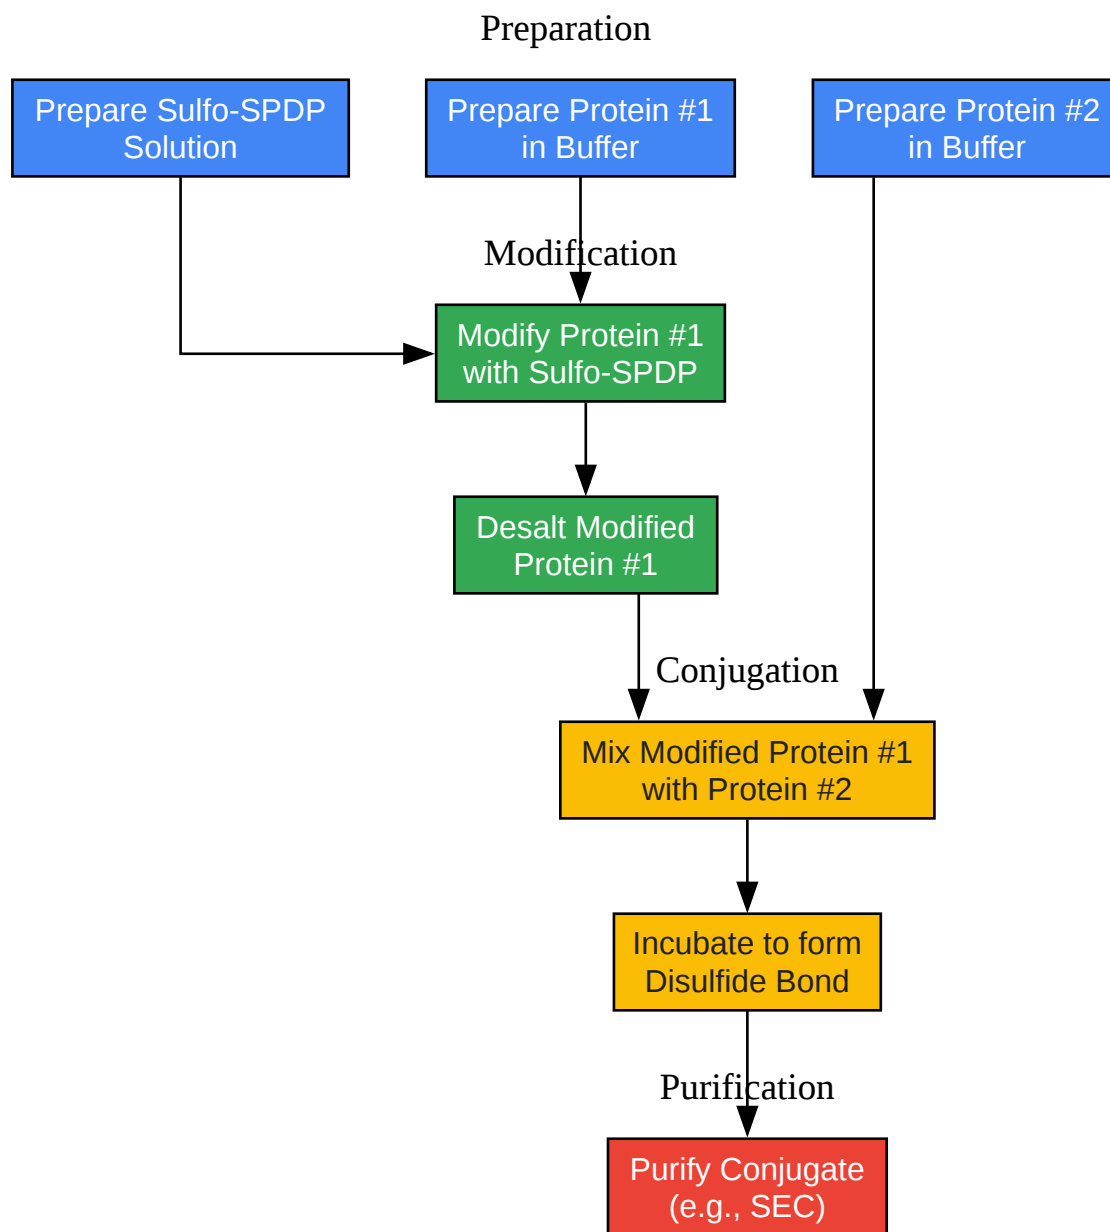 Preparation
Prepare Sulfo-SPDP
Solution
Prepare Protein #1
in Buffer
Prepare Protein #2
in Buffer
Modification
Modify Protein #1
with Sulfo-SPDP
Desalt Modified
Protein #1
Conjugation
Mix Modified Protein #1
with Protein #2
Incubate to form
Disulfide Bond
Purification
Purify Conjugate
(e.g., SEC)